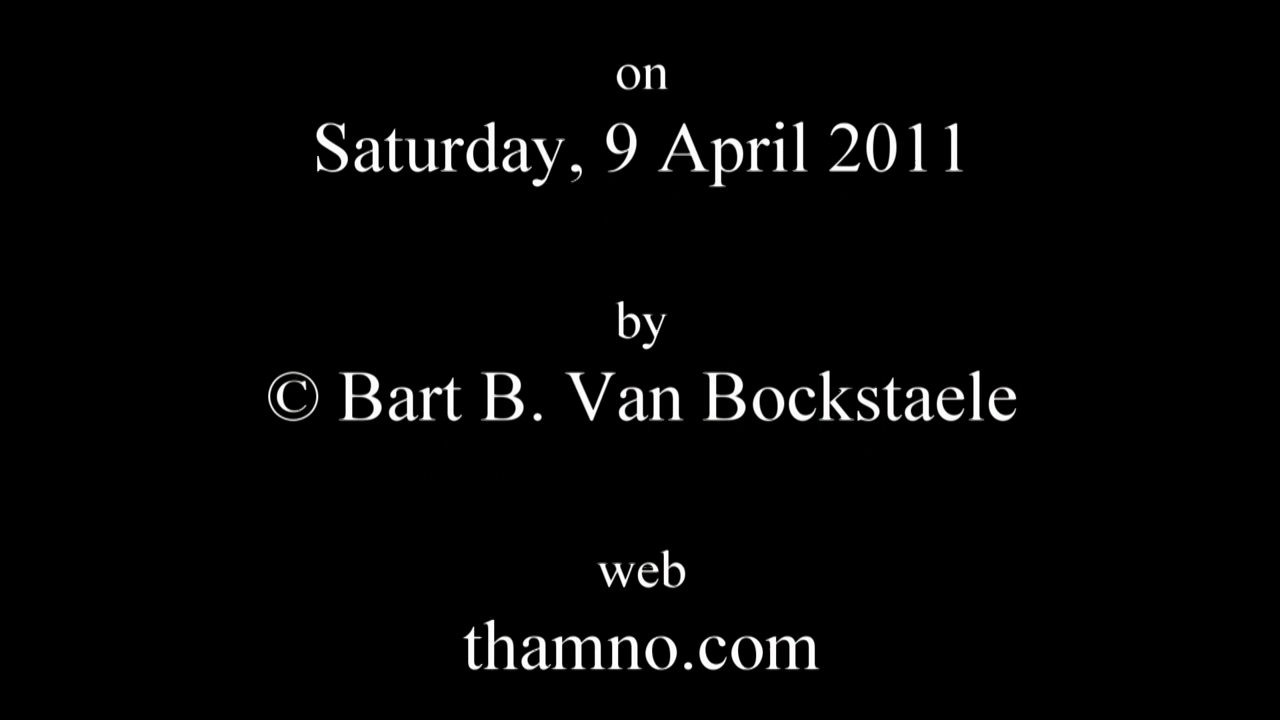 on
Saturday, 9 April 2011
by
© Bart B. Van Bockstaele
web
thamno.com